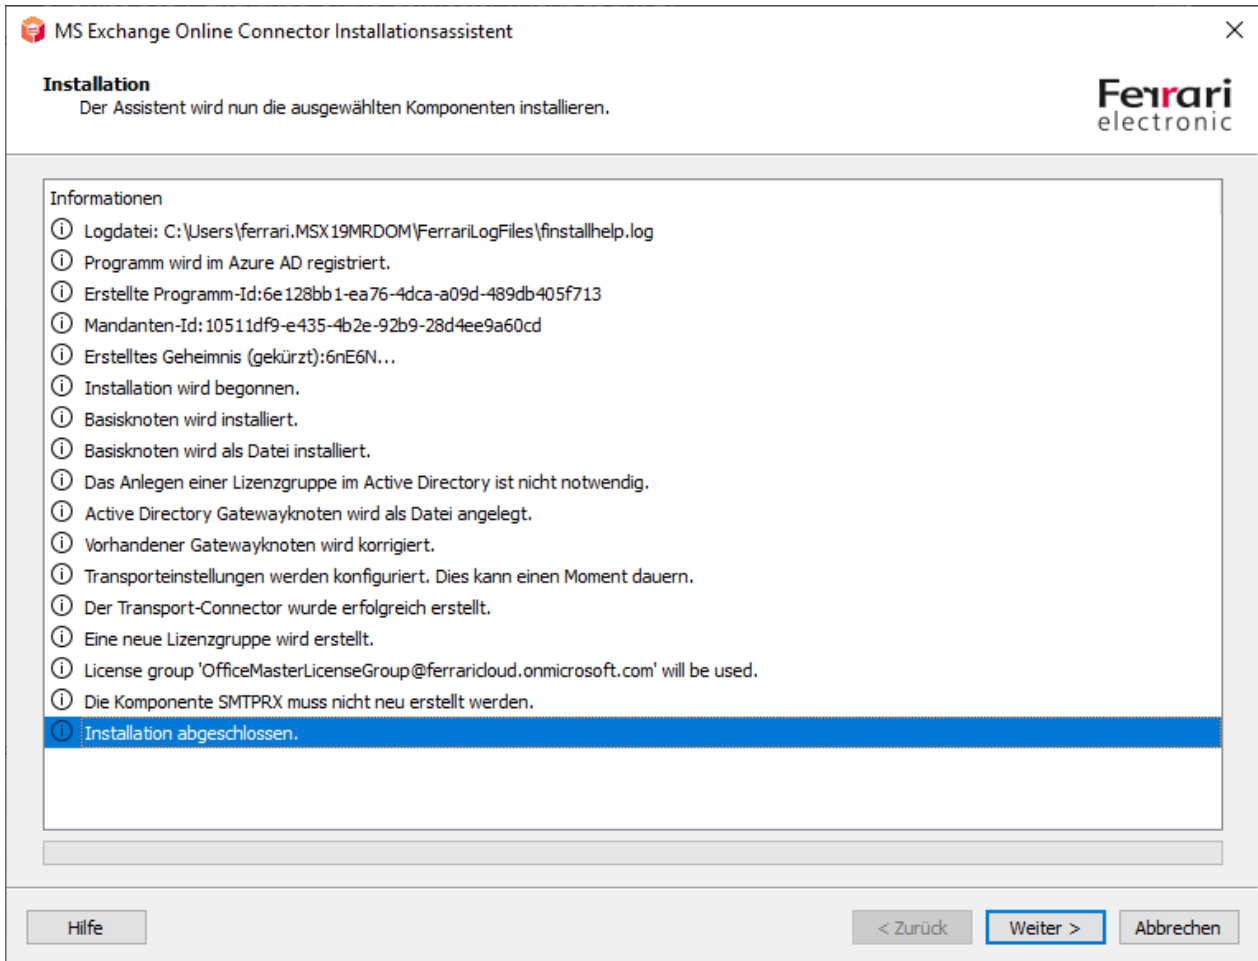 MS Exchange Online Connector Installationsassistent
Installation
Der Assistent wird nun die ausgewählten Komponenten installieren.
Ferrari
electronic
Informationen
Logdatei: C:\Users\ferrari.MSX19MRDOM\FerrariLogFiles\finstallhelp.log
Programm wird im Azure AD registriert.
Erstellte Programm-Id:6e128bb1-ea76-4dca-a09d-489db405f713
Mandanten-Id:10511df9-e435-4b2e-92b9-28d4ee9a60cd
Erstelltes Geheimnis (gekürzt):6nE6N...
Installation wird begonnen.
Basisknoten wird installiert.
Basisknoten wird als Datei installiert.
Das Anlegen einer Lizenzgruppe im Active Directory ist nicht notwendig.
Active Directory Gatewayknoten wird als Datei angelegt.
Vorhandener Gatewayknoten wird korrigiert.
Transporteinstellungen werden konfiguriert. Dies kann einen Moment dauern.
Der Transport-Connector wurde erfolgreich erstellt.
Eine neue Lizenzgruppe wird erstellt.
License group 'OfficeMasterLicenseGroup@ferraricloud.onmicrosoft.com' will be used.
Die Komponente SMTPRX muss nicht neu erstellt werden.
Installation abgeschlossen.
Hilfe
< Zurück
Weiter >
Abbrechen